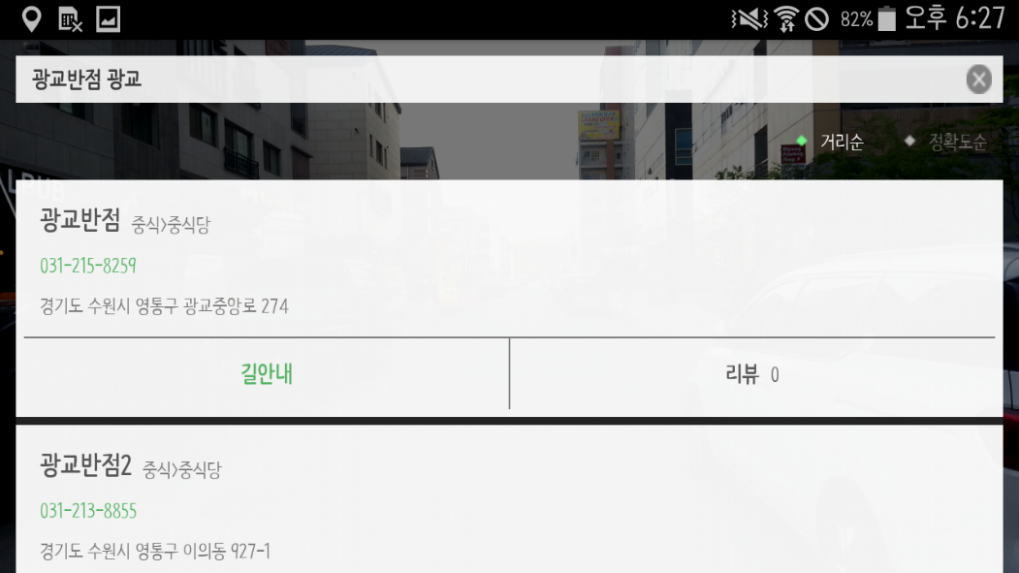 82% 오후 6:27
광교반점 광교
거리순 정확도순
광교반점 중식>중식당
031-215-8259
경기도 수원시 영통구 광교중앙로 274
길안내 리뷰 0
광교반점2 중식>중식당
031-213-8855
경기도 수원시 영통구 이의동 927-1